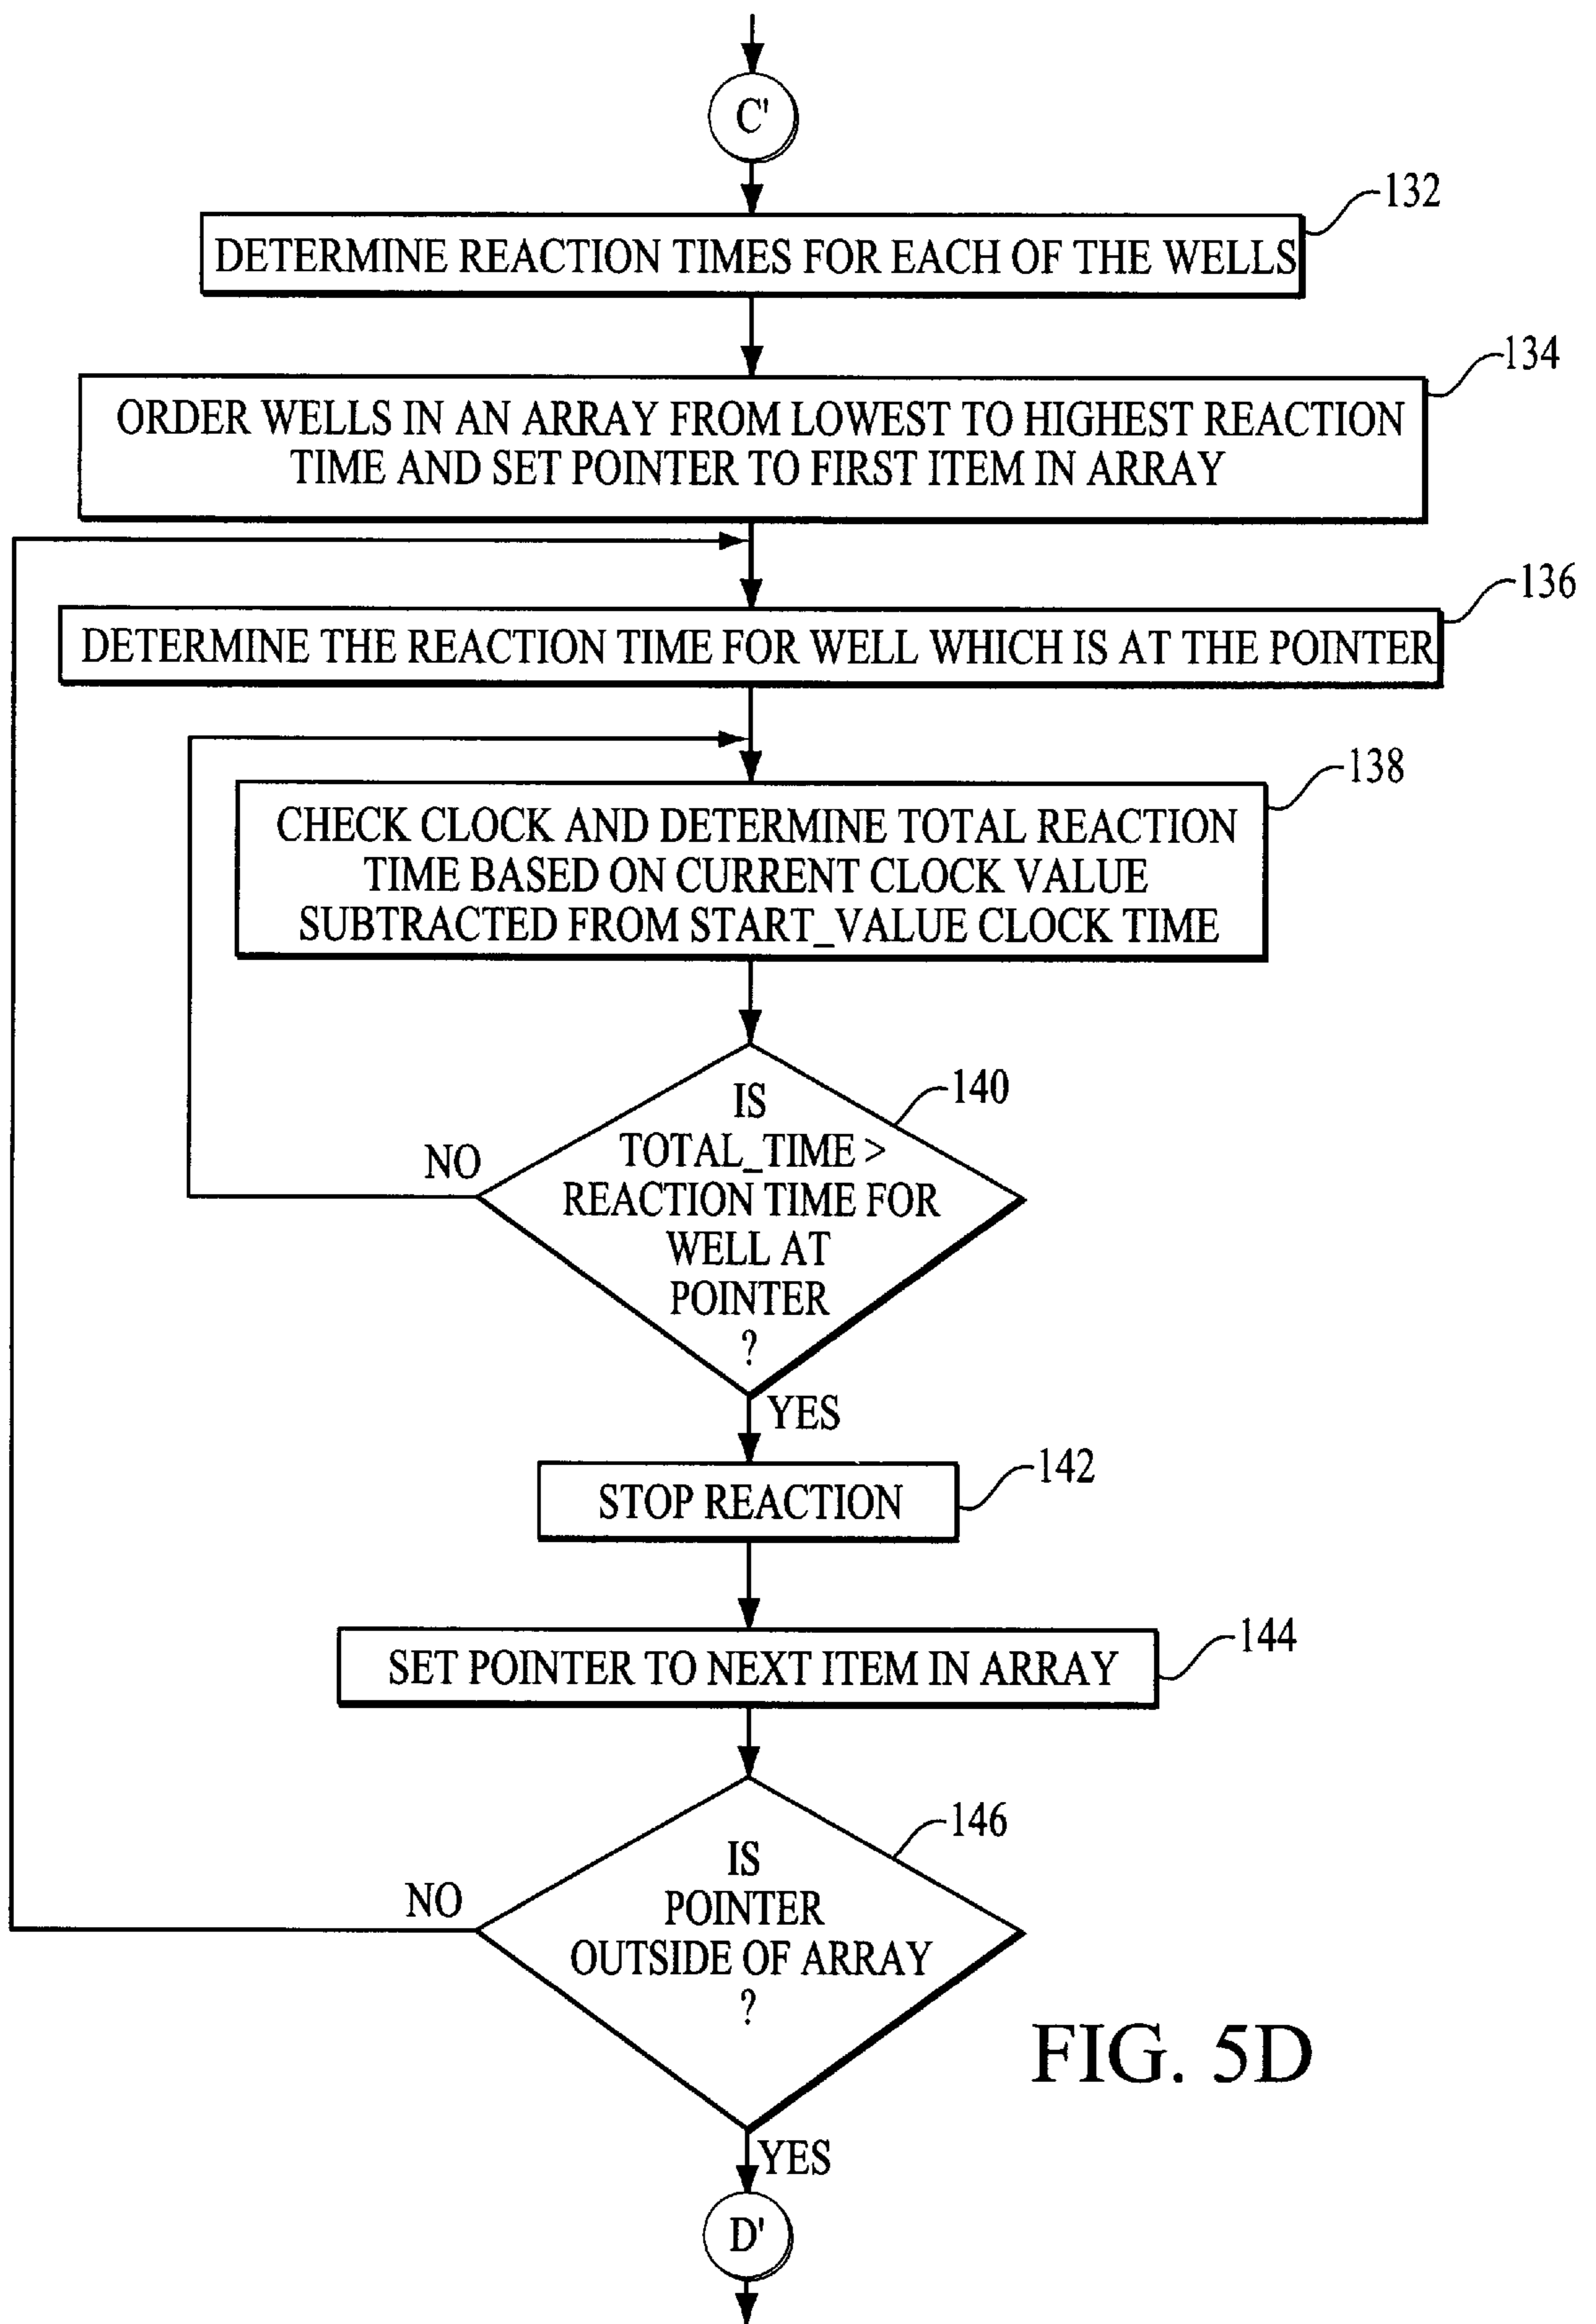 C'
132
DETERMINE REACTION TIMES FOR EACH OF THE WELLS
134
ORDER WELLS IN AN ARRAY FROM LOWEST TO HIGHEST REACTION
TIME AND SET POINTER TO FIRST ITEM IN ARRAY
136
DETERMINE THE REACTION TIME FOR WELL WHICH IS AT THE POINTER
138
CHECK CLOCK AND DETERMINE TOTAL REACTION
TIME BASED ON CURRENT CLOCK VALUE
SUBTRACTED FROM START_VALUE CLOCK TIME
140
IS
TOTAL_TIME >
REACTION TIME FOR
WELL AT
POINTER
?
NO
YES
142
STOP REACTION
144
SET POINTER TO NEXT ITEM IN ARRAY
146
IS
POINTER
OUTSIDE OF ARRAY
?
NO
YES
FIG. 5D
D'